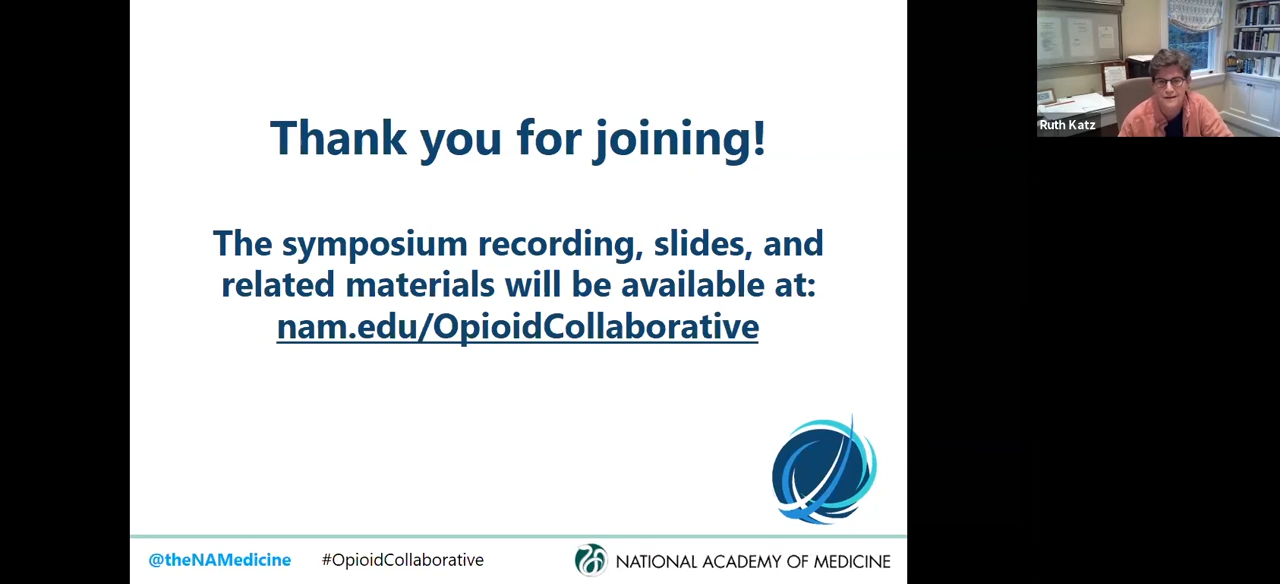 Thank you for joining!
The symposium recording, slides, and
related materials will be available at:
nam.edu/OpioidCollaborative
@theNAMedicine
#OpioidCollaborative
NATIONAL ACADEMY OF MEDICINE
Ruth Katz